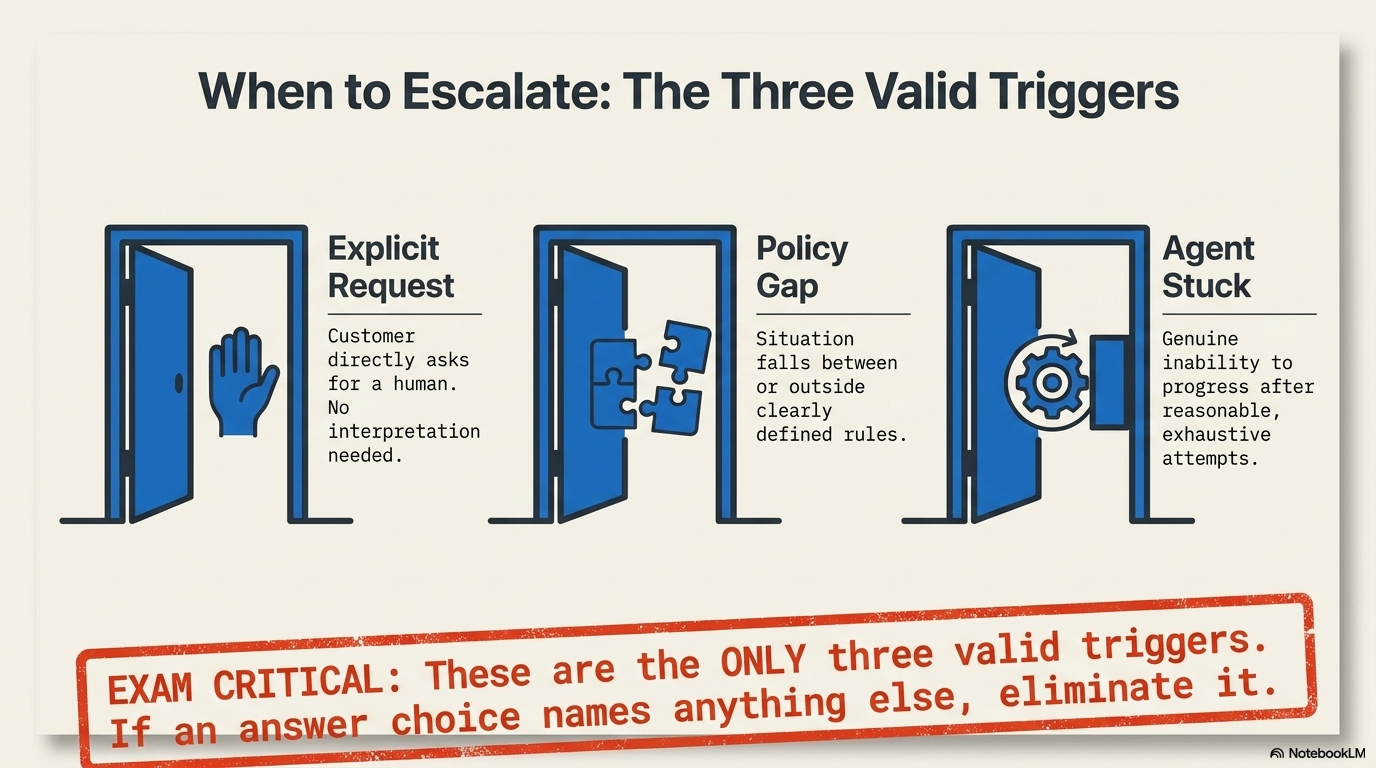 When to Escalate: The Three Valid Triggers
Explicit
Request
Customer
directly asks
for a human.
No
interpretation
needed.
Policy
Gap
Situation
falls between
or outside
clearly
defined rules.
Agent
Stuck
Genuine
inability to
progress after
reasonable,
exhaustive
attempts.
EXAM CRITICAL: These are the ONLY three valid triggers.
If an answer choice names anything else, eliminate it.
NotebookLM